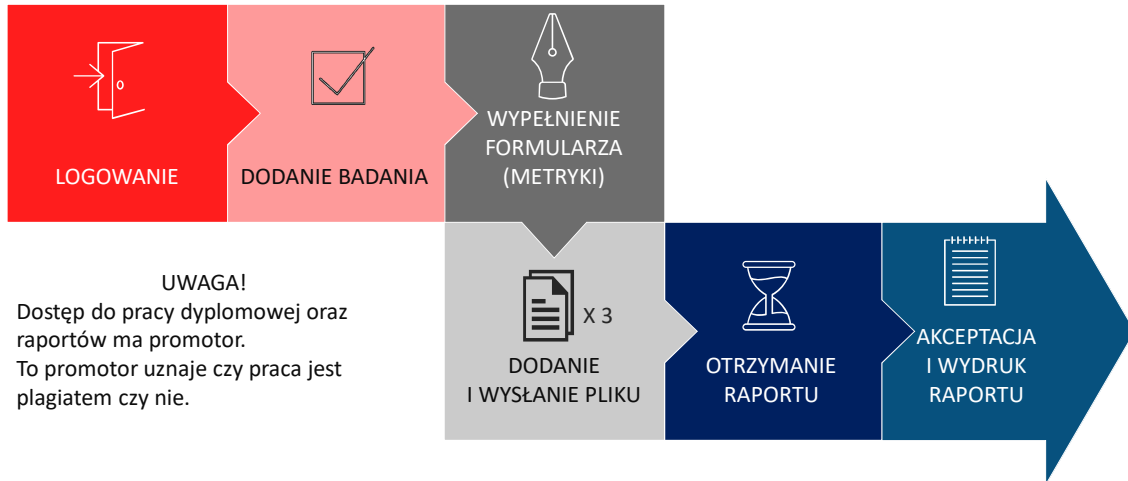 LOGOWANIE
DODANIE BADANIA
WYPEŁNIENIE
FORMULARZA
(METRYKI)
UWAGA!
Dostęp do pracy dyplomowej oraz
raportów ma promotor.
To promotor uznaje czy praca jest
plagiatem czy nie.
X 3
DODANIE
I WYSŁANIE PLIKU
OTRZYMANIE
RAPORTU
AKCEPTACJA
I WYDRUK
RAPORTU